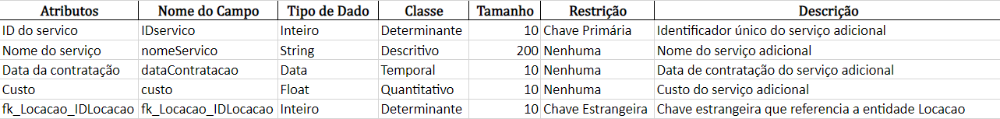 Atributos Nome do Campo Tipo de Dado Classe Tamanho Restrição Descrição
ID do servico IDservico Inteiro Determinante 10 Chave Primária Identificador único do serviço adicional
Nome do serviço nomeServico String Descritivo 200 Nenhuma Nome do serviço adicional
Data da contratação dataContratacao Data Temporal 10 Nenhuma Data de contratação do serviço adicional
Custo custo Float Quantitativo 10 Nenhuma Custo do serviço adicional
fk_Locacao_IDLocacao fk_Locacao_IDLocacao Inteiro Determinante 10 Chave Estrangeira Chave estrangeira que referencia a entidade Locacao